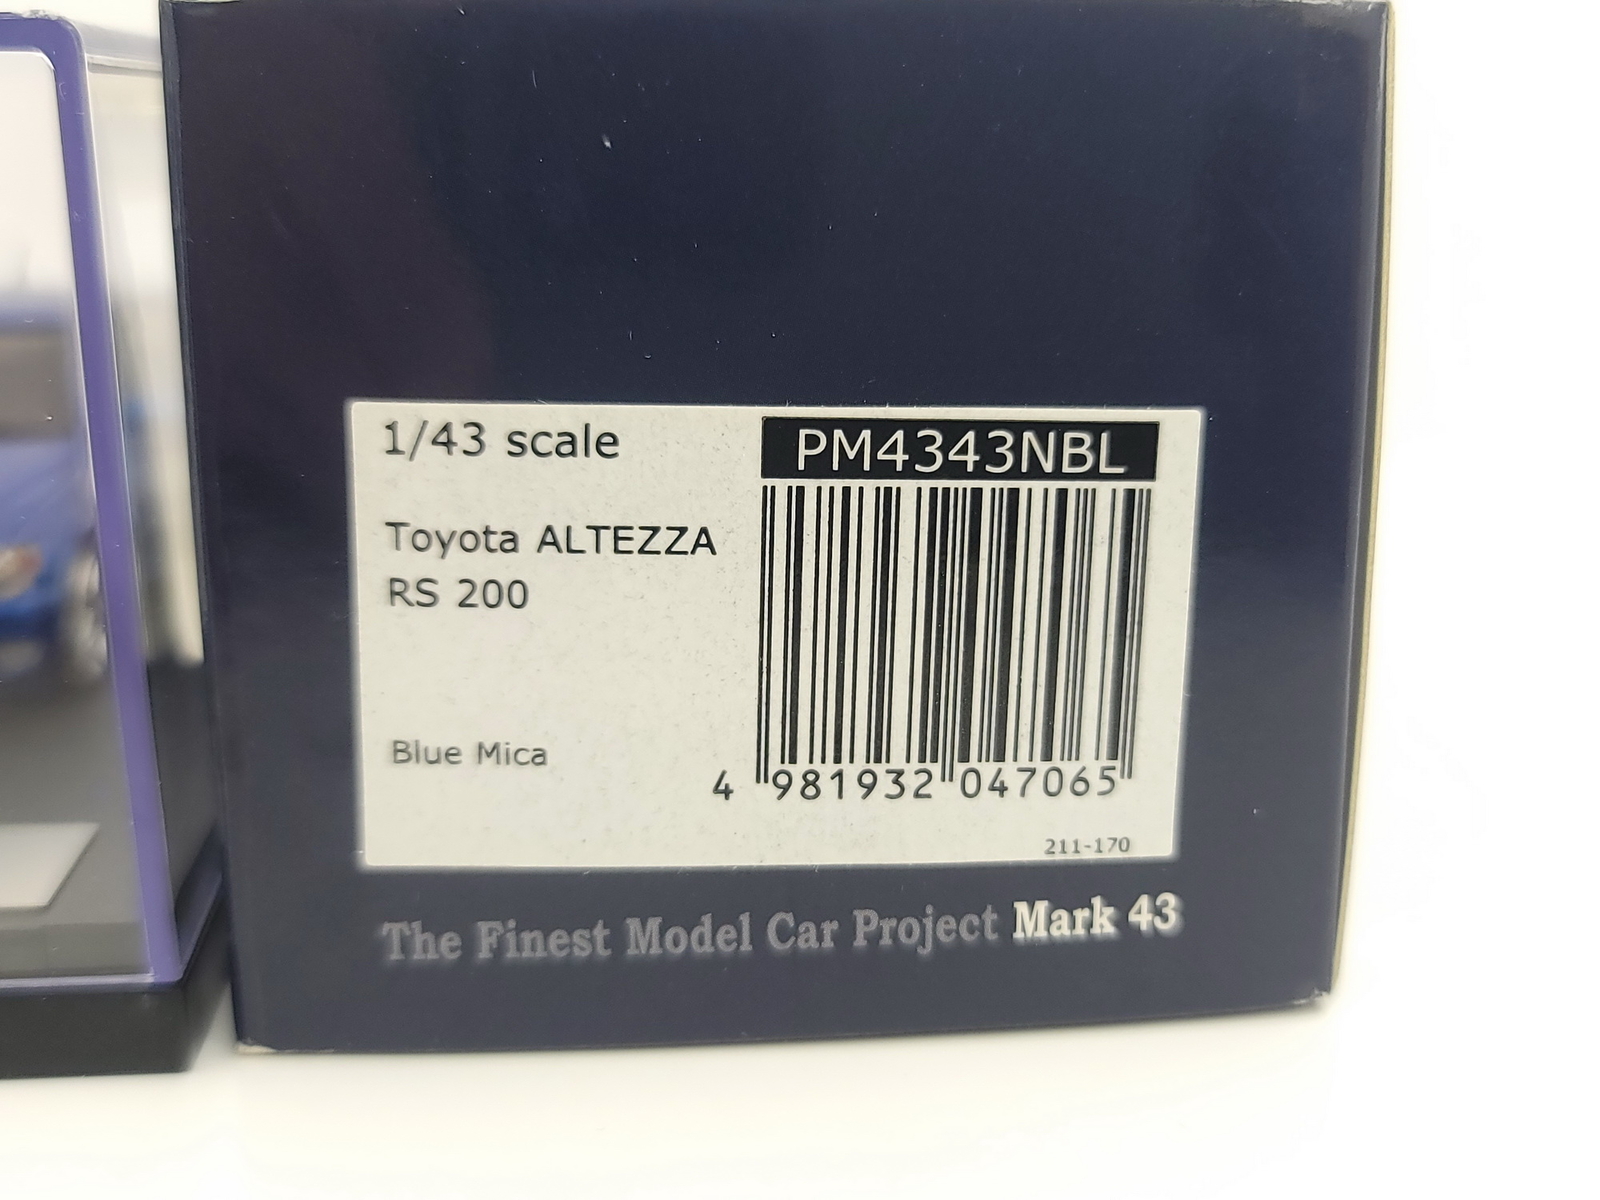 1/43 scale
PM4343NBL
Toyota ALTEZZA
RS 200
Blue Mica
4 981932 047065
211-170
The Finest Model Car Project Mark 43